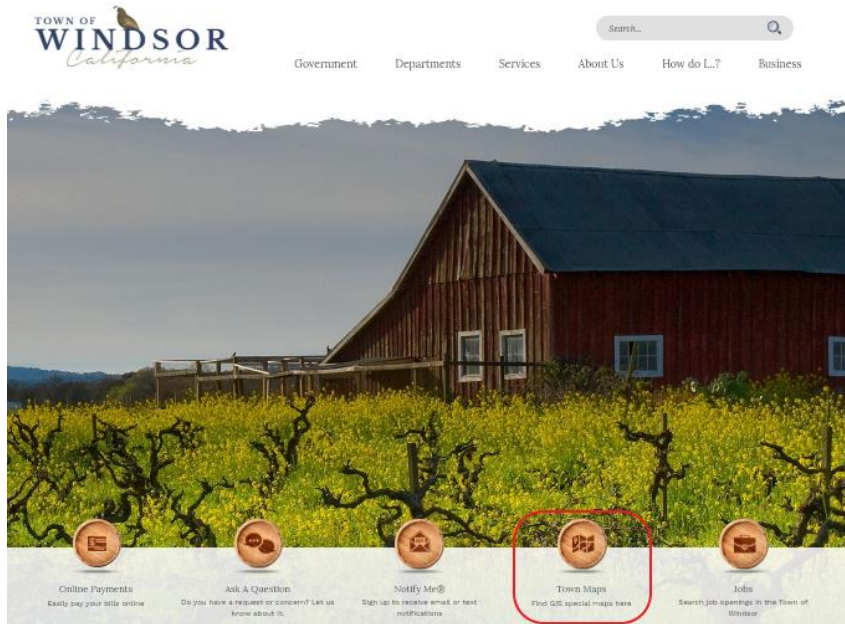 TOWN OF
WINDSOR
California
Search...
Government Departments Services About Us How do I...? Business
Online Payments
Easily pay your bills online
Ask A Question
Do you have a request or concern? Let us
know about it.
Notify Me®
Sign up to receive email or text
notifications
Town Maps
Find GIS special maps here
Jobs
Search job openings in the Town of
Windsor